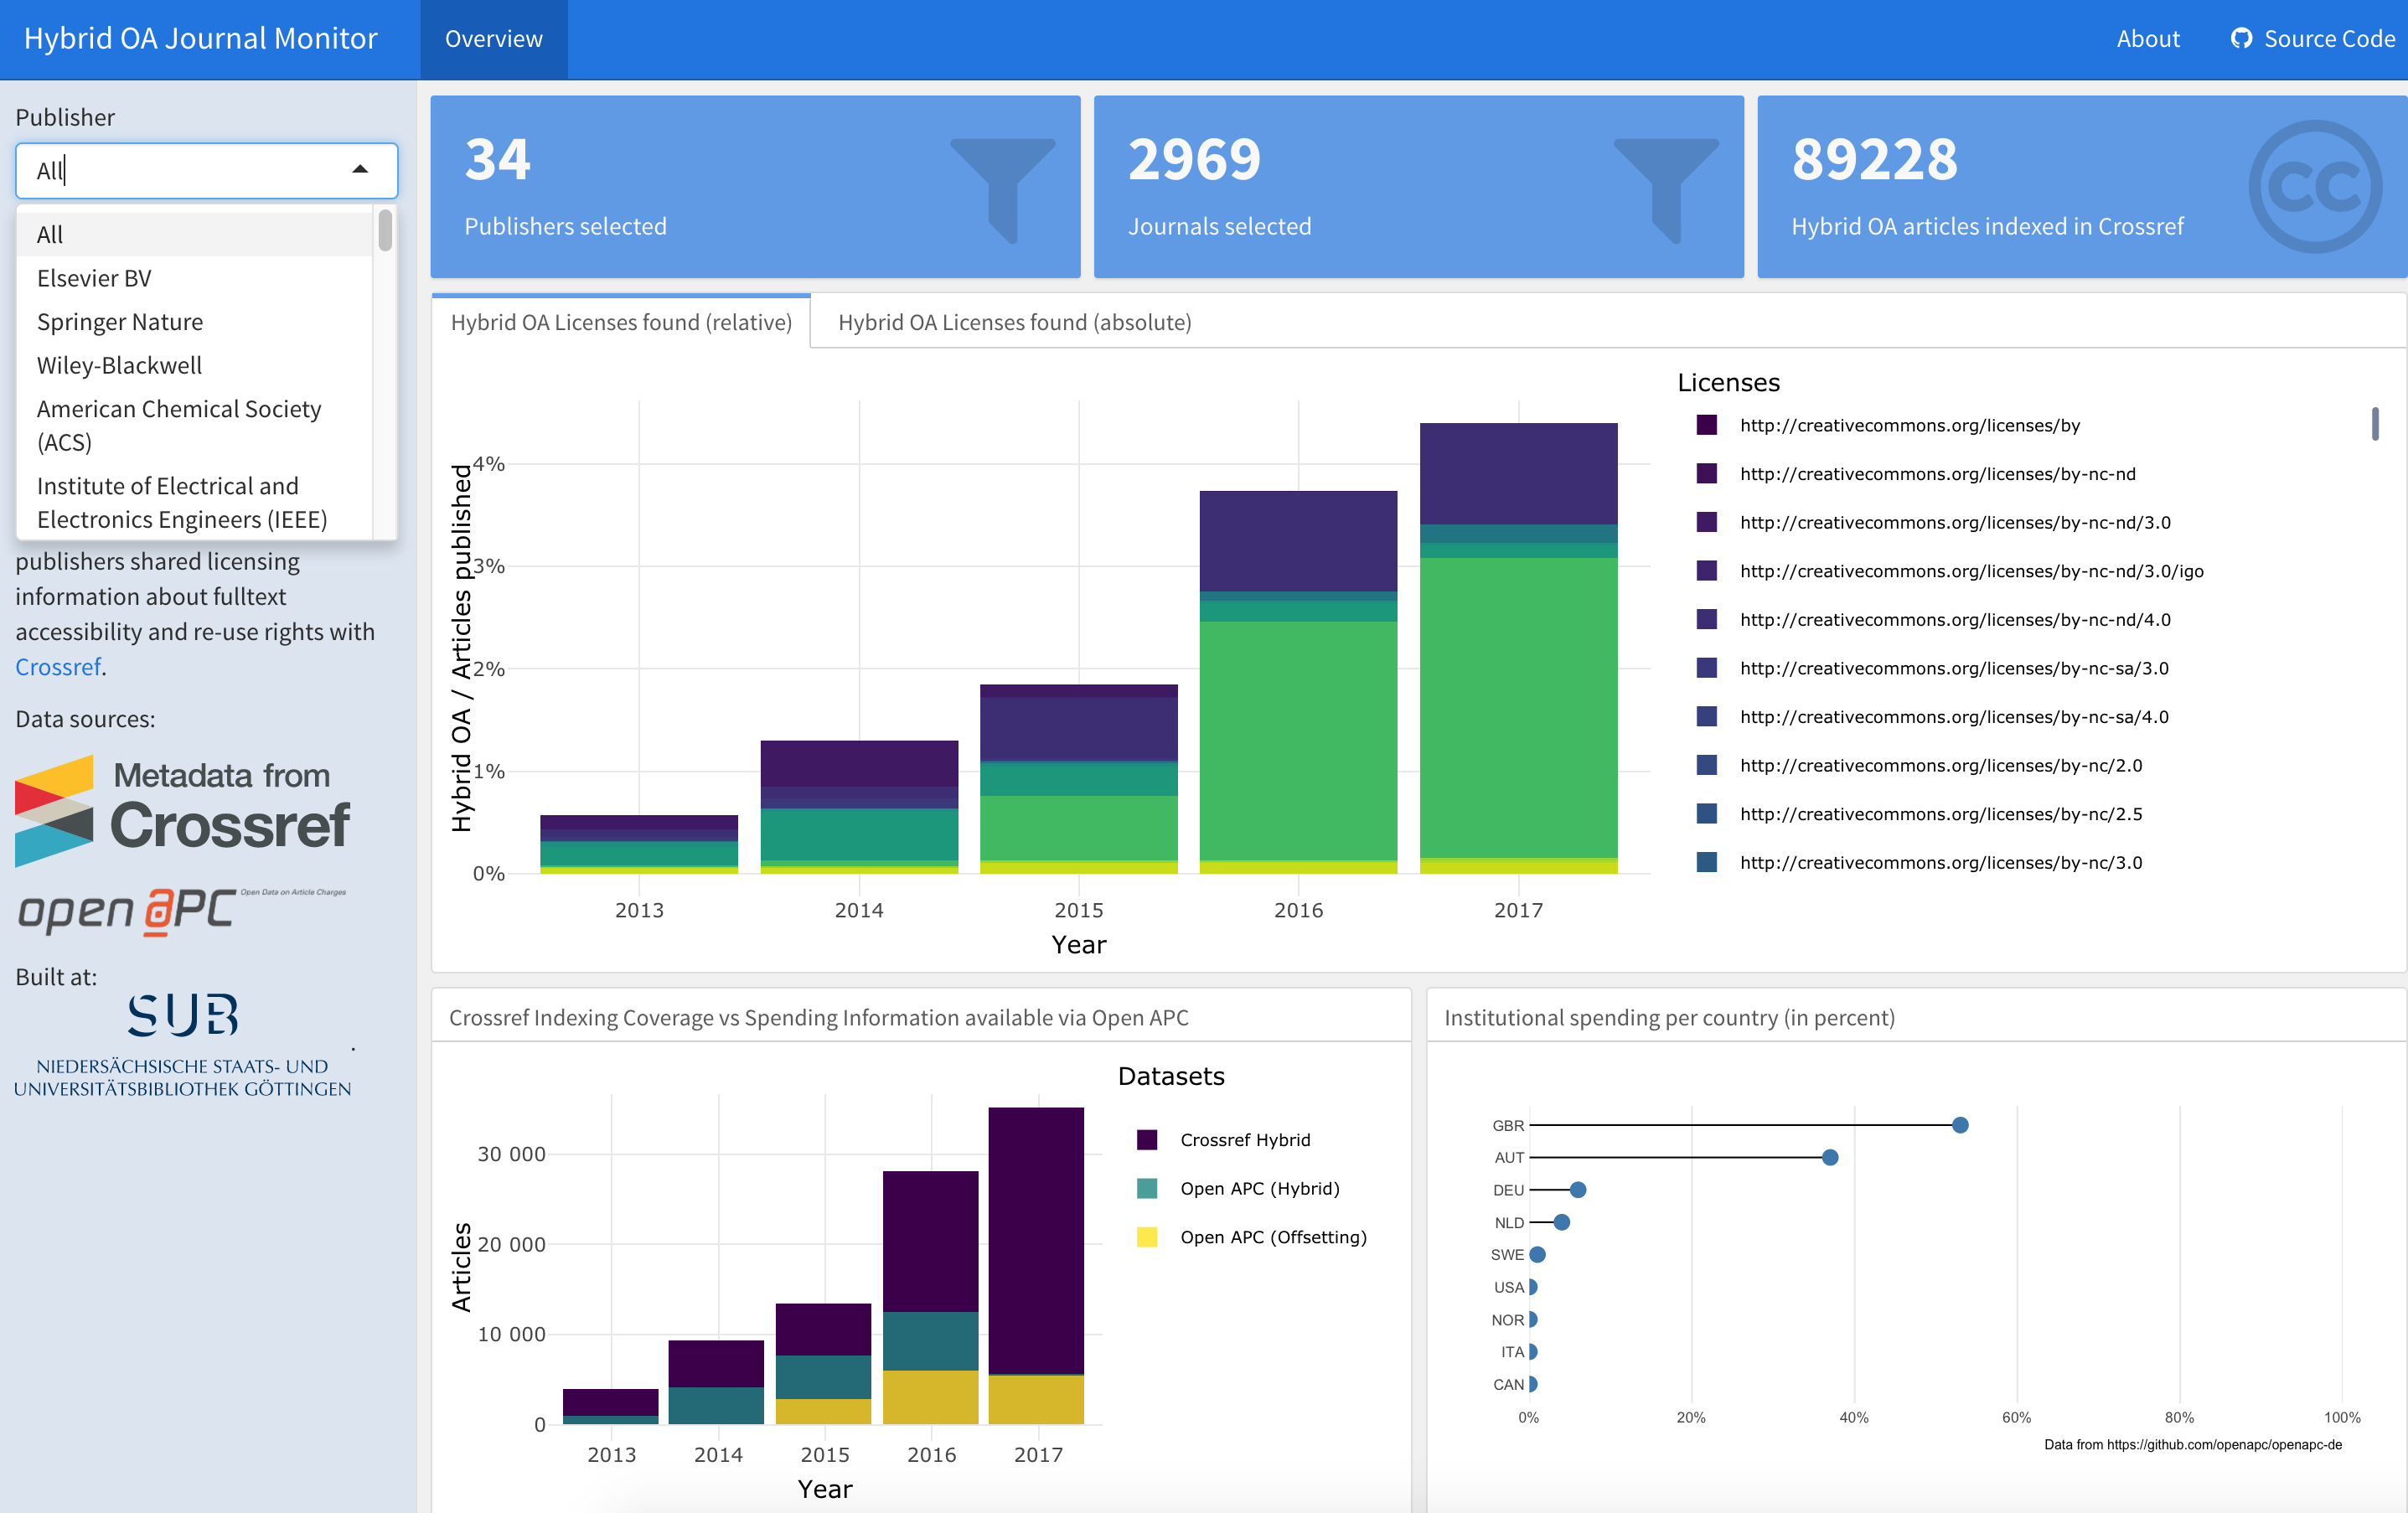 Hybrid OA Journal Monitor
Overview
About
Source Code
Publisher
All
All
Elsevier BV
Springer Nature
Wiley-Blackwell
American Chemical Society
(ACS)
Institute of Electrical and
Electronics Engineers (IEEE)
publishers shared licensing
information about fulltext
accessibility and re-use rights with
Crossref.
Data sources:
Metadata from
Crossref
open APC
Open Data on Article Charges
Built at:
SUB
NIEDERSÄCHSISCHE STAATS- UND
UNIVERSITÄTSBIBLIOTHEK GÖTTINGEN
.
34
Publishers selected
2969
Journals selected
89228
Hybrid OA articles indexed in Crossref
cc
Hybrid OA Licenses found (relative)
Hybrid OA Licenses found (absolute)
Hybrid OA / Articles published
4%
3%
2%
1%
0%
2013
2014
2015
2016
2017
Year
Licenses
http://creativecommons.org/licenses/by
http://creativecommons.org/licenses/by-nc-nd
http://creativecommons.org/licenses/by-nc-nd/3.0
http://creativecommons.org/licenses/by-nc-nd/3.0/igo
http://creativecommons.org/licenses/by-nc-nd/4.0
http://creativecommons.org/licenses/by-nc-sa/3.0
http://creativecommons.org/licenses/by-nc-sa/4.0
http://creativecommons.org/licenses/by-nc/2.0
http://creativecommons.org/licenses/by-nc/2.5
http://creativecommons.org/licenses/by-nc/3.0
Crossref Indexing Coverage vs Spending Information available via Open APC
Articles
30 000
20 000
10 000
0
2013
2014
2015
2016
2017
Year
Datasets
Crossref Hybrid
Open APC (Hybrid)
Open APC (Offsetting)
Institutional spending per country (in percent)
GBR
AUT
DEU
NLD
SWE
USA
NOR
ITA
CAN
0%
20%
40%
60%
80%
100%
Data from https://github.com/openapc/openapc-de